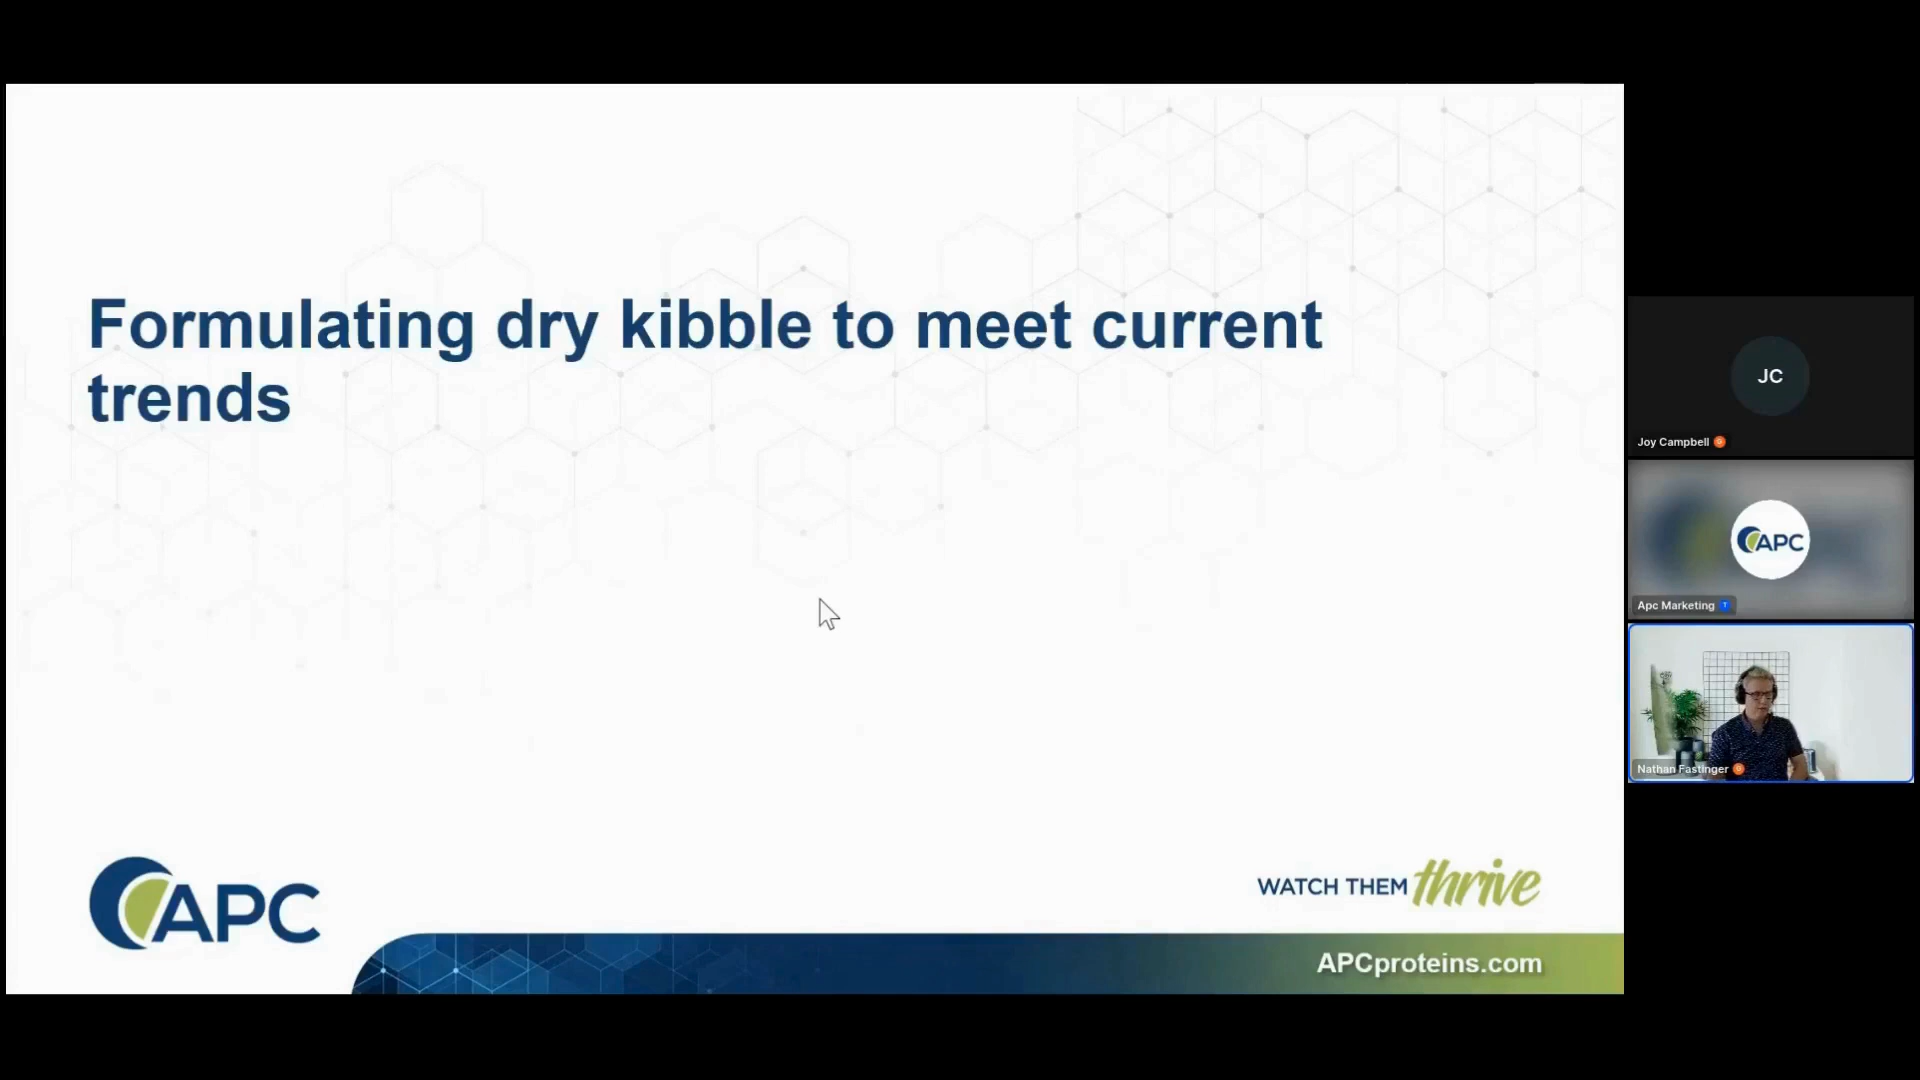 Formulating dry kibble to meet current
trends
APC
WATCH THEM thrive
APCproteins.com
JC
Joy Campbell
APC
Apc Marketing T
Nathan Fastinger